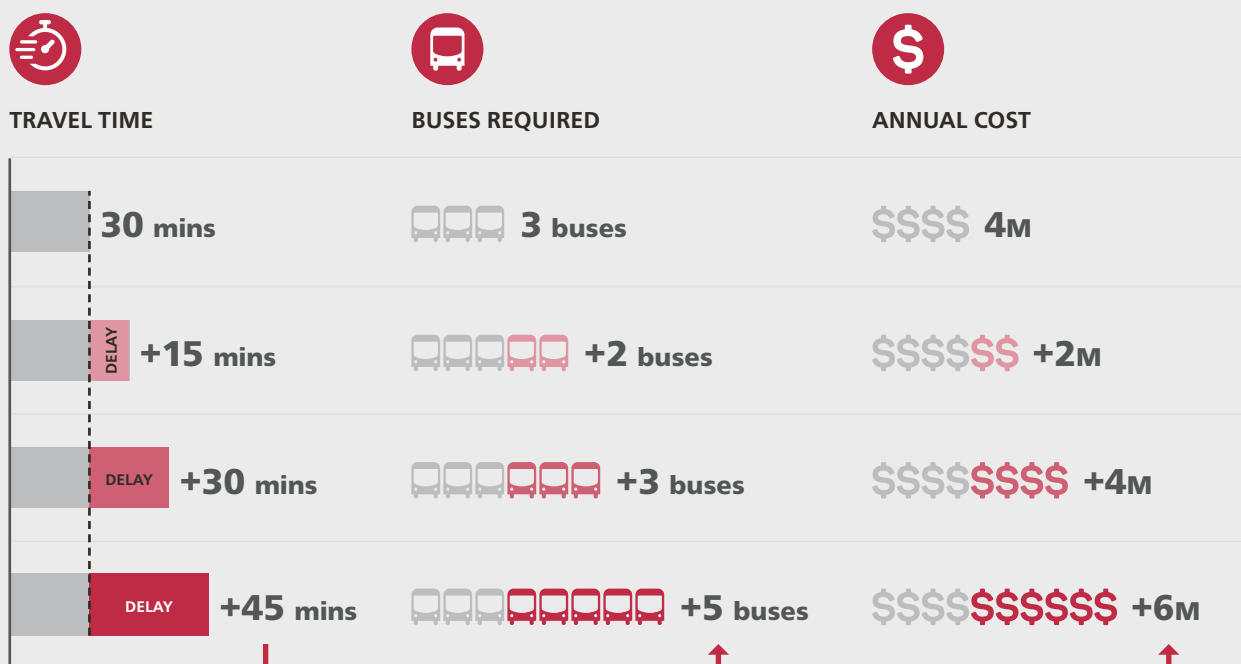 TRAVEL TIME BUSES REQUIRED ANNUAL COST
30 mins 3 buses $$$$ 4M
DELAY +15 mins +2 buses $$$$$$ +2M
DELAY +30 mins +3 buses $$$$$$$$ +4M
DELAY +45 mins +5 buses $$$$$$$$$$ +6M